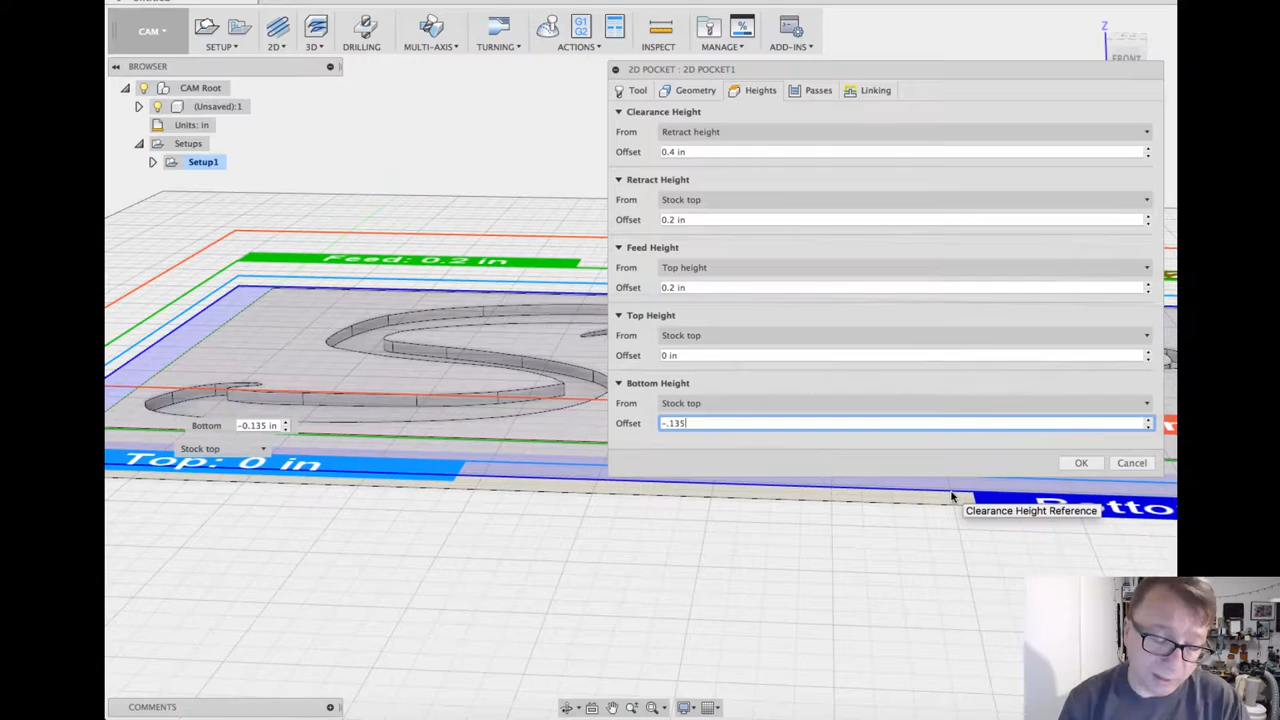 CAM
SETUP
2D
3D
DRILLING
MULTI-AXIS
TURNING
G1
G2
ACTIONS
INSPECT
%
MANAGE
ADD-INS
Z
FRONT
BROWSER
CAM Root
(Unsaved):1
Units: in
Setups
Setup1
2D POCKET : 2D POCKET1
Tool
Geometry
Heights
Passes
Linking
Clearance Height
From Retract height
Offset 0.4 in
Retract Height
From Stock top
Offset 0.2 in
Feed Height
From Top height
Offset 0.2 in
Top Height
From Stock top
Offset 0 in
Bottom Height
From Stock top
Offset -.135
OK
Cancel
Feed: 0.2 in
Bottom -0.135 in
Stock top
Top: 0 in
Clearance Height Reference
COMMENTS